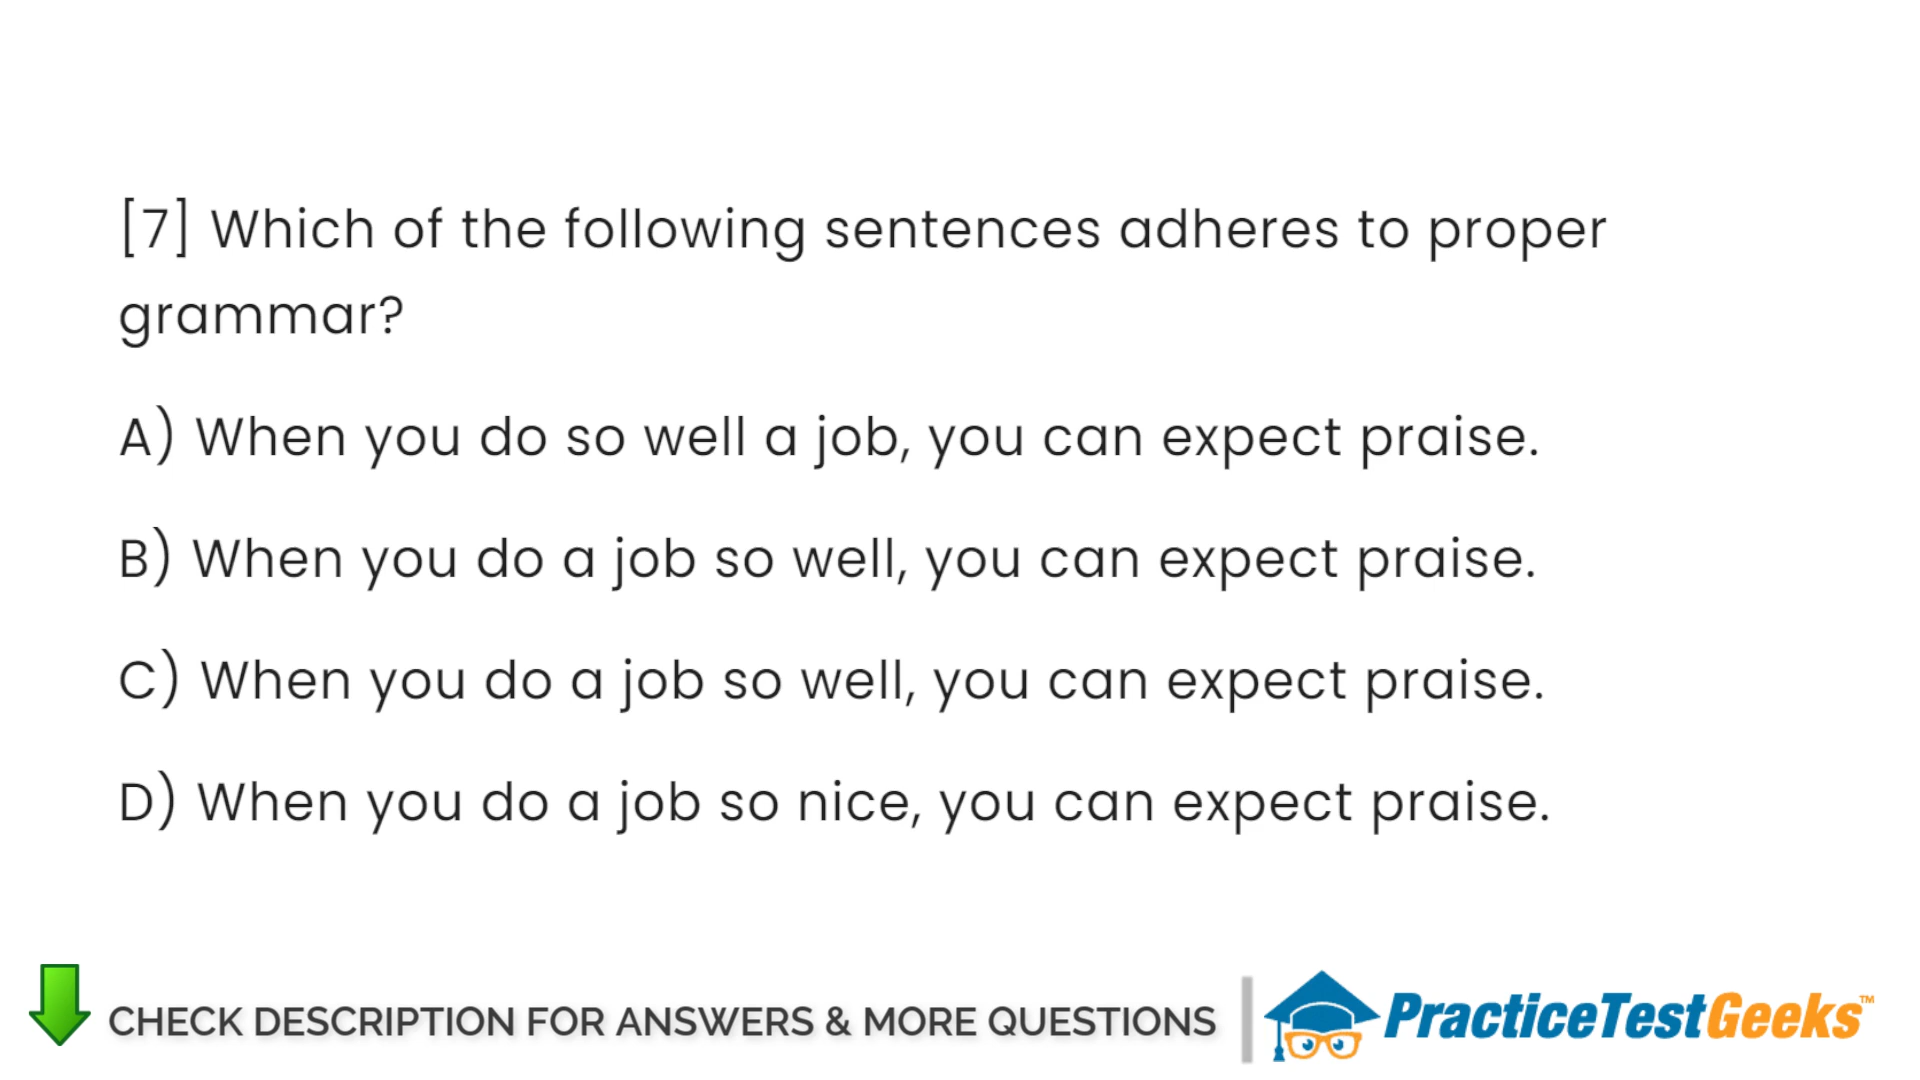 [7] Which of the following sentences adheres to proper
grammar?
A) When you do so well a job, you can expect praise.
B) When you do a job so well, you can expect praise.
C) When you do a job so well, you can expect praise.
D) When you do a job so nice, you can expect praise.
CHECK DESCRIPTION FOR ANSWERS & MORE QUESTIONS
PracticeTestGeeks™